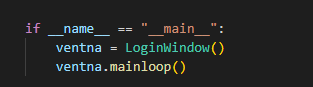 if __name__ == "__main__":
    ventna = LoginWindow()
    ventna.mainloop()